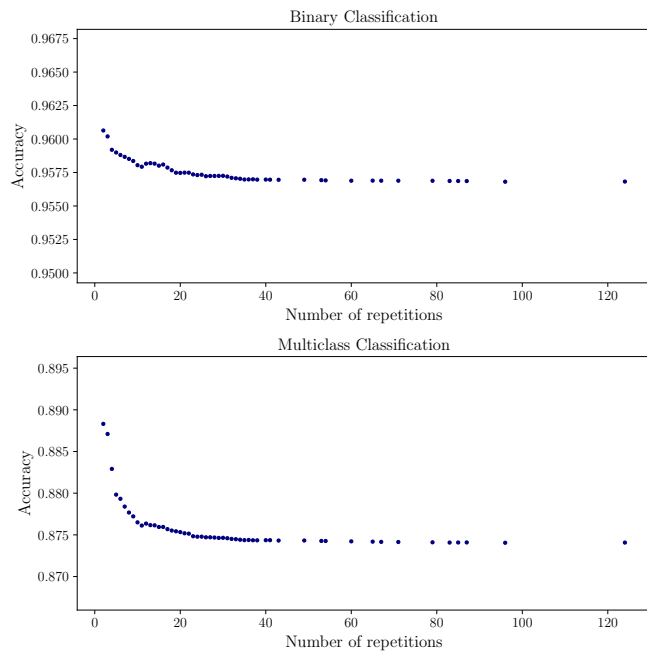 Binary Classification
0.9675
0.9650
0.9625
0.9600
0.9575
0.9550
0.9525
0.9500
Accuracy
0 20 40 60 80 100 120
Number of repetitions
Multiclass Classification
0.895
0.890
0.885
0.880
0.875
0.870
Accuracy
0 20 40 60 80 100 120
Number of repetitions